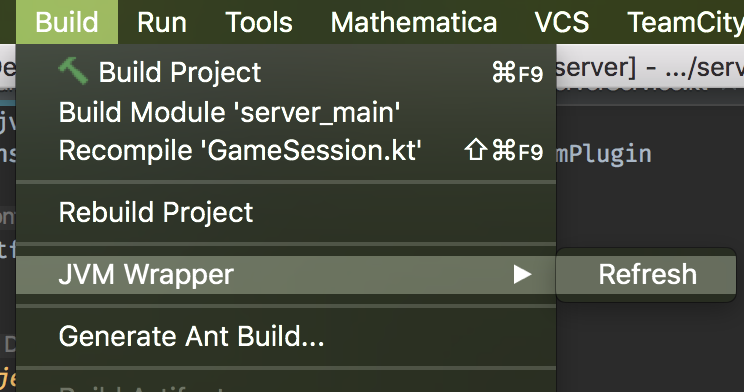 Build Run Tools Mathematica VCS TeamCity
Build Project ⌘F9
server] - .../serv
Build Module 'server_main'
Recompile 'GameSession.kt' ⇧⌘F9
mPlugin
Rebuild Project
JVM Wrapper ▶ Refresh
Generate Ant Build...